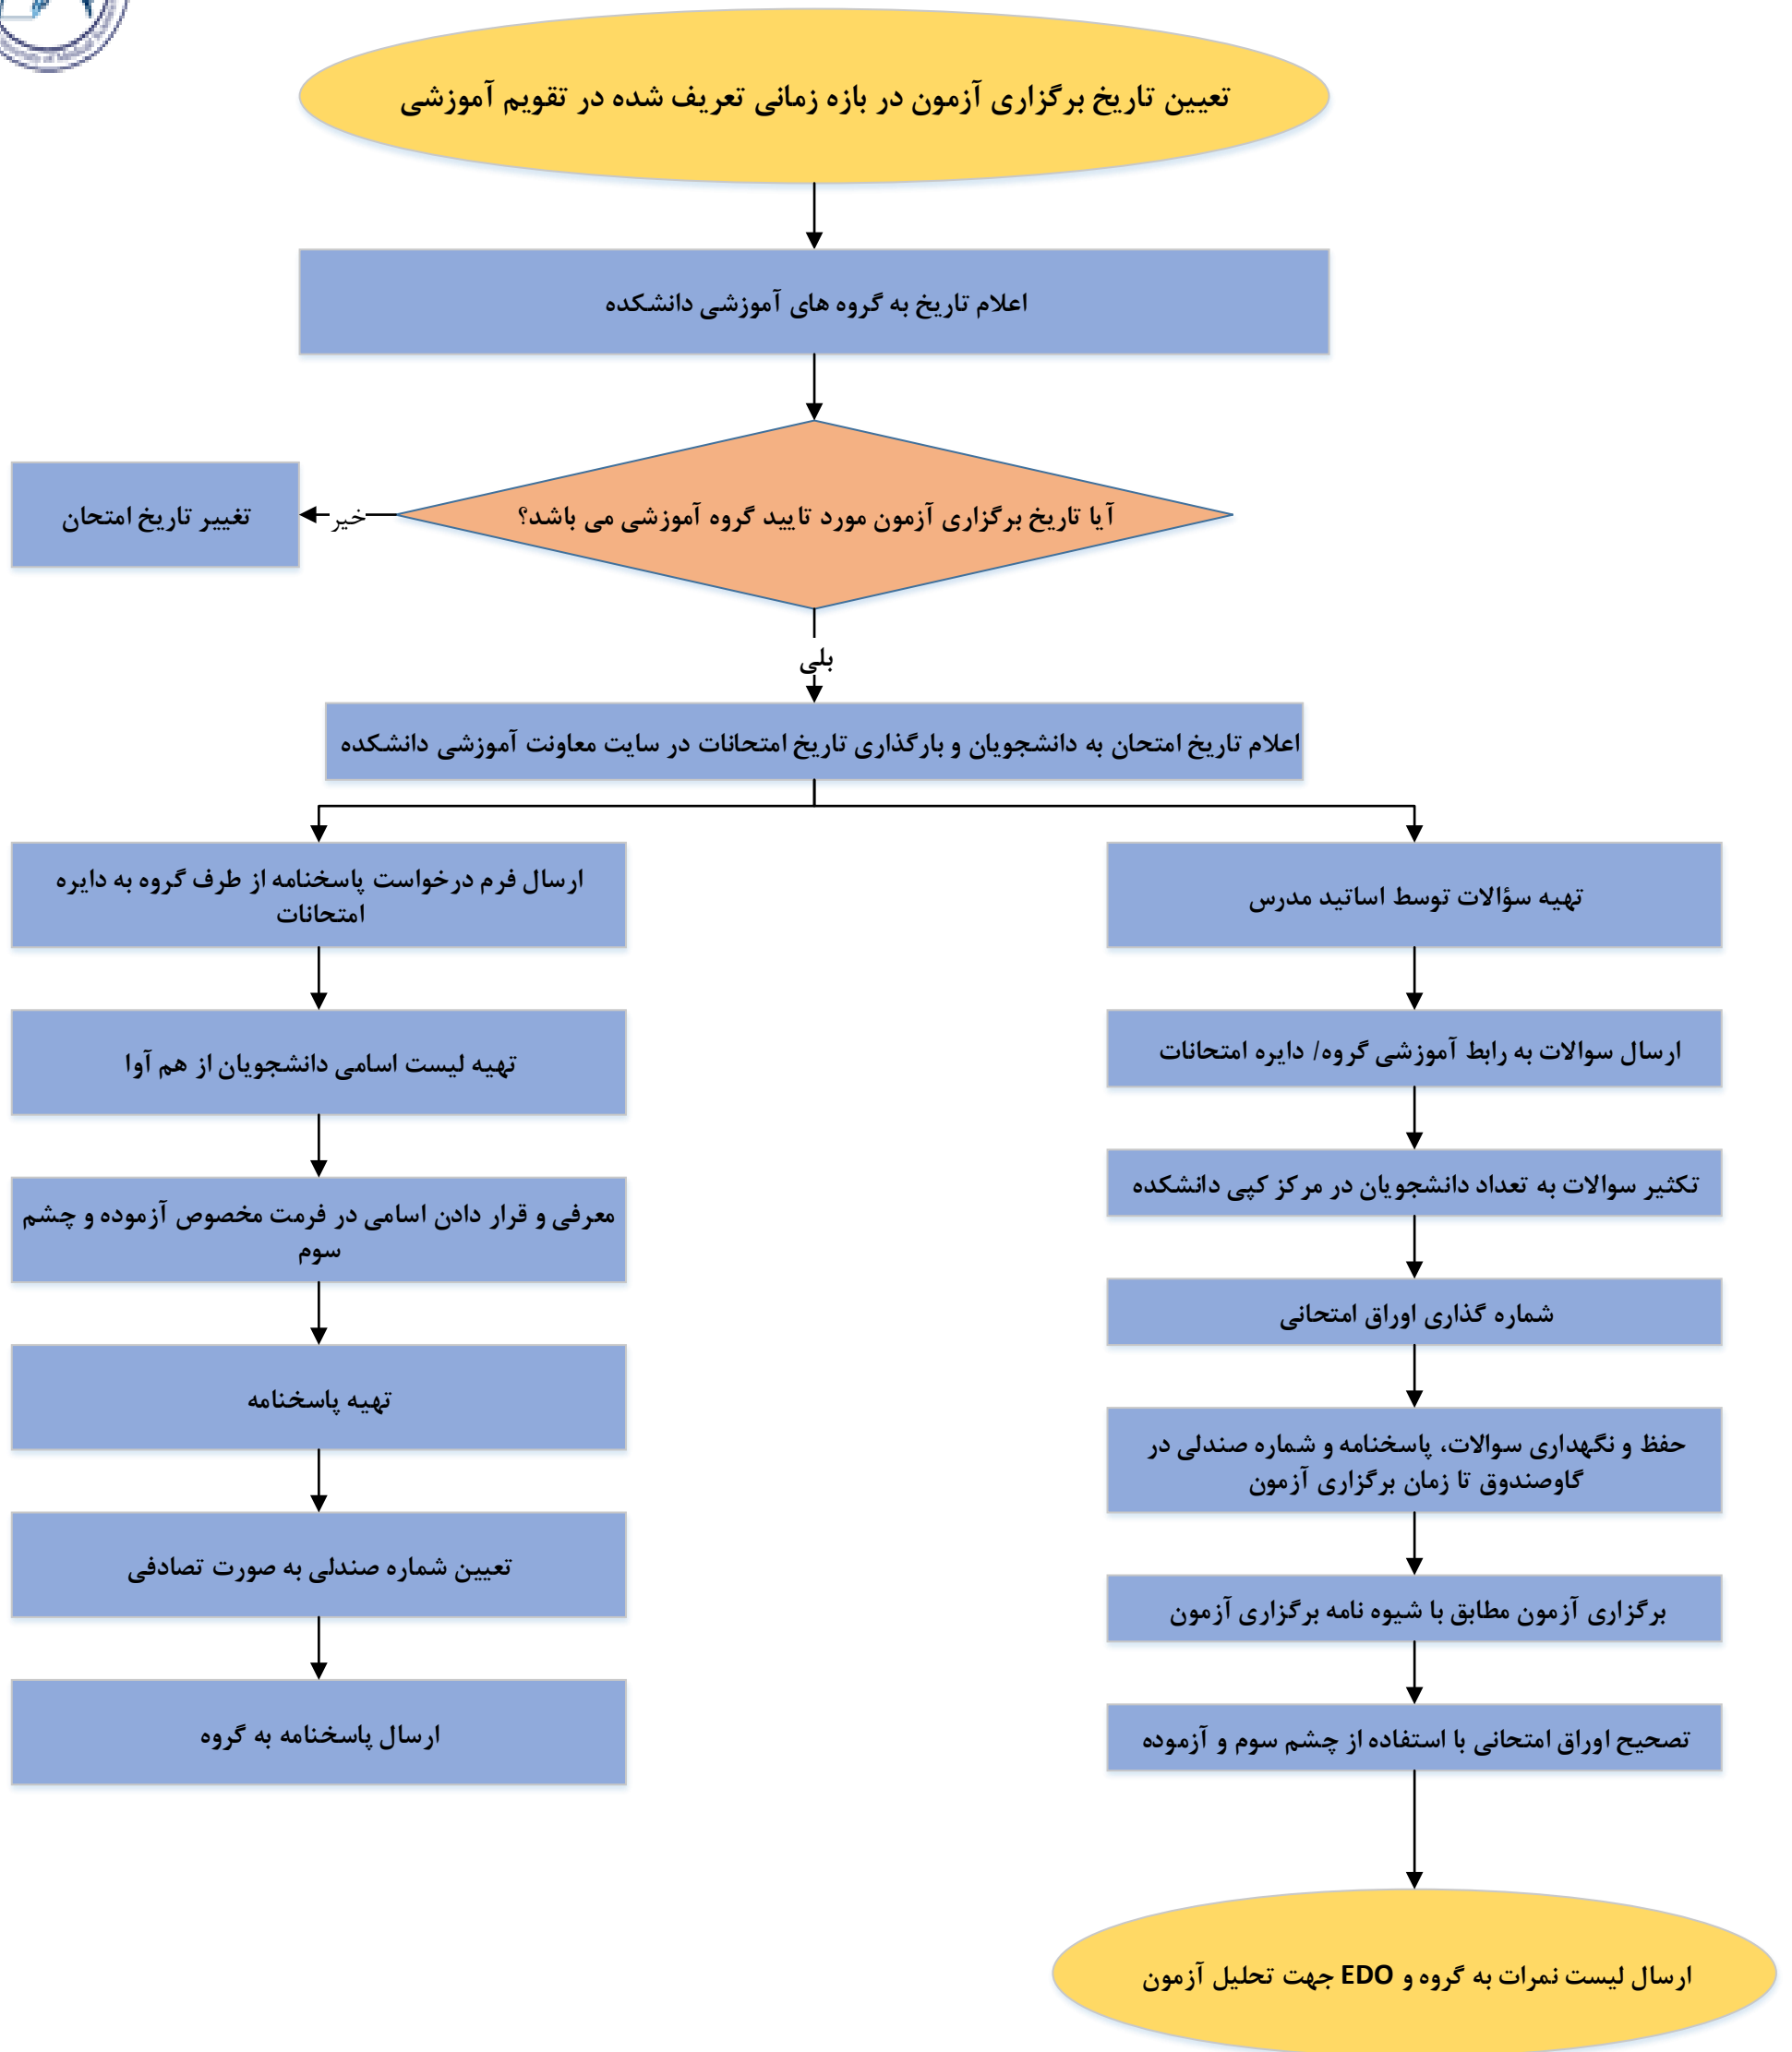 تعیین تاریخ برگزاری آزمون در بازه زمانی تعریف شده در تقویم آموزشی
اعلام تاریخ به گروه های آموزشی دانشکده
آیا تاریخ برگزاری آزمون مورد تایید گروه آموزشی می باشد؟
خیر
تغییر تاریخ امتحان
بلی
اعلام تاریخ امتحان به دانشجویان و بارگذاری تاریخ امتحانات در سایت معاونت آموزشی دانشکده
تهیه سؤالات توسط اساتید مدرس
ارسال سوالات به رابط آموزشی گروه/ دایره امتحانات
تکثیر سوالات به تعداد دانشجویان در مرکز کپی دانشکده
شماره گذاری اوراق امتحانی
حفظ و نگهداری سوالات، پاسخنامه و شماره صندلی در
گاوصندوق تا زمان برگزاری آزمون
برگزاری آزمون مطابق با شیوه نامه برگزاری آزمون
تصحیح اوراق امتحانی با استفاده از چشم سوم و آزموده
ارسال لیست نمرات به گروه و EDO جهت تحلیل آزمون
ارسال فرم درخواست پاسخنامه از طرف گروه به دایره
امتحانات
تهیه لیست اسامی دانشجویان از هم آوا
معرفی و قرار دادن اسامی در فرمت مخصوص آزموده و چشم
سوم
تهیه پاسخنامه
تعیین شماره صندلی به صورت تصادفی
ارسال پاسخنامه به گروه